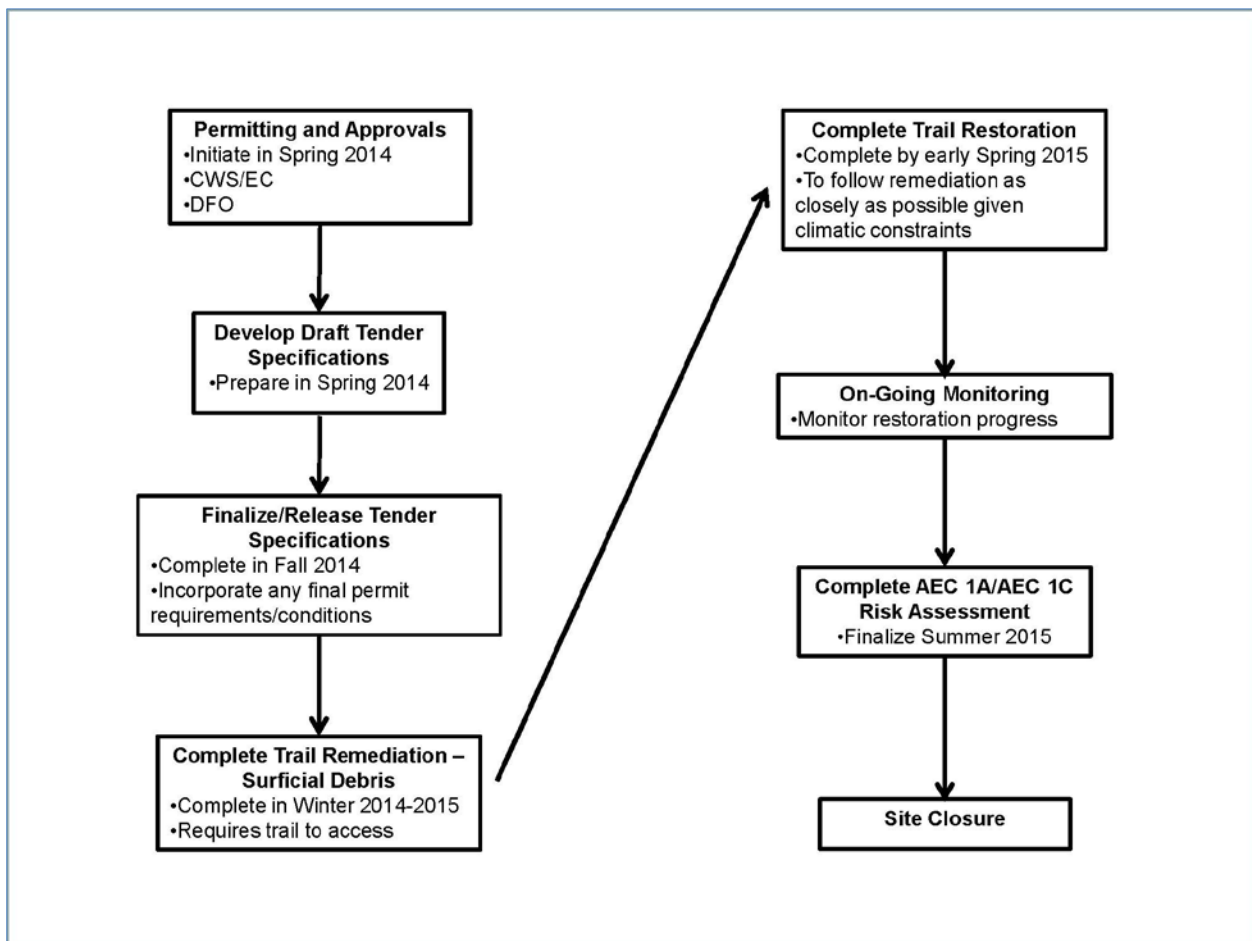 Permitting and Approvals
•Initiate in Spring 2014
•CWS/EC
•DFO
Develop Draft Tender
Specifications
•Prepare in Spring 2014
Finalize/Release Tender
Specifications
•Complete in Fall 2014
•Incorporate any final permit
requirements/conditions
Complete Trail Remediation –
Surficial Debris
•Complete in Winter 2014-2015
•Requires trail to access
Complete Trail Restoration
•Complete by early Spring 2015
•To follow remediation as
closely as possible given
climatic constraints
On-Going Monitoring
•Monitor restoration progress
Complete AEC 1A/AEC 1C
Risk Assessment
•Finalize Summer 2015
Site Closure